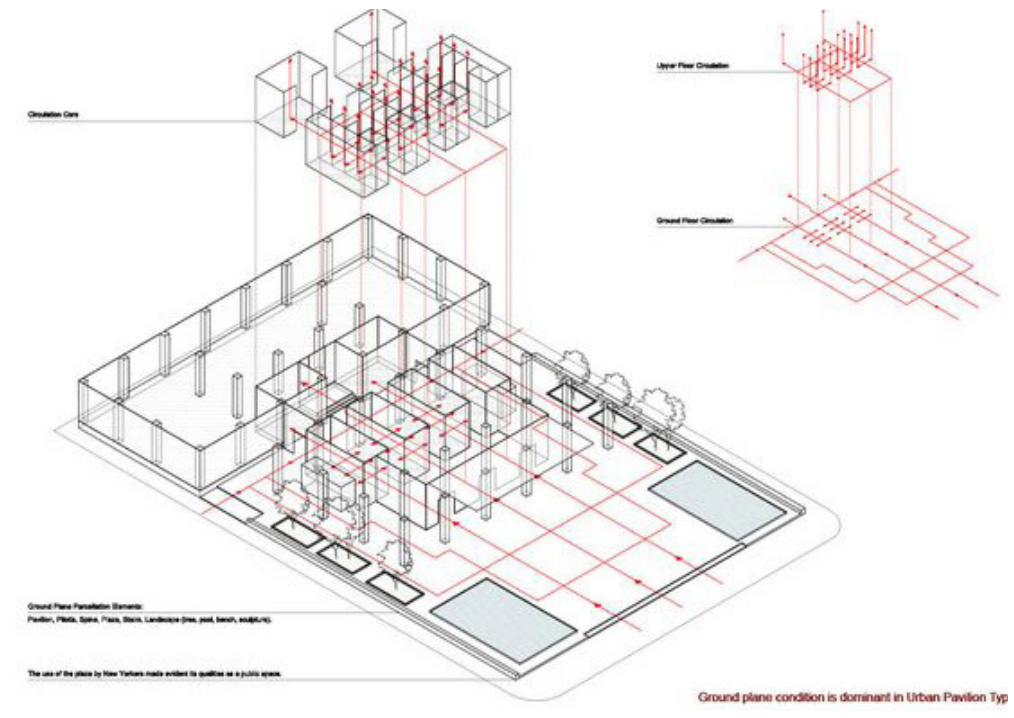 Upper Floor Circulation
Circulation Core
Ground Floor Circulation
Ground Plane Parcellation Elements:
Pavilion, Pilotis, Spine, Plaza, Stairs, Landscape (tree, pool, bench, sculpture).
The use of the plaza by New Yorkers made evident its qualities as a public space.
Ground plane condition is dominant in Urban Pavilion Typ